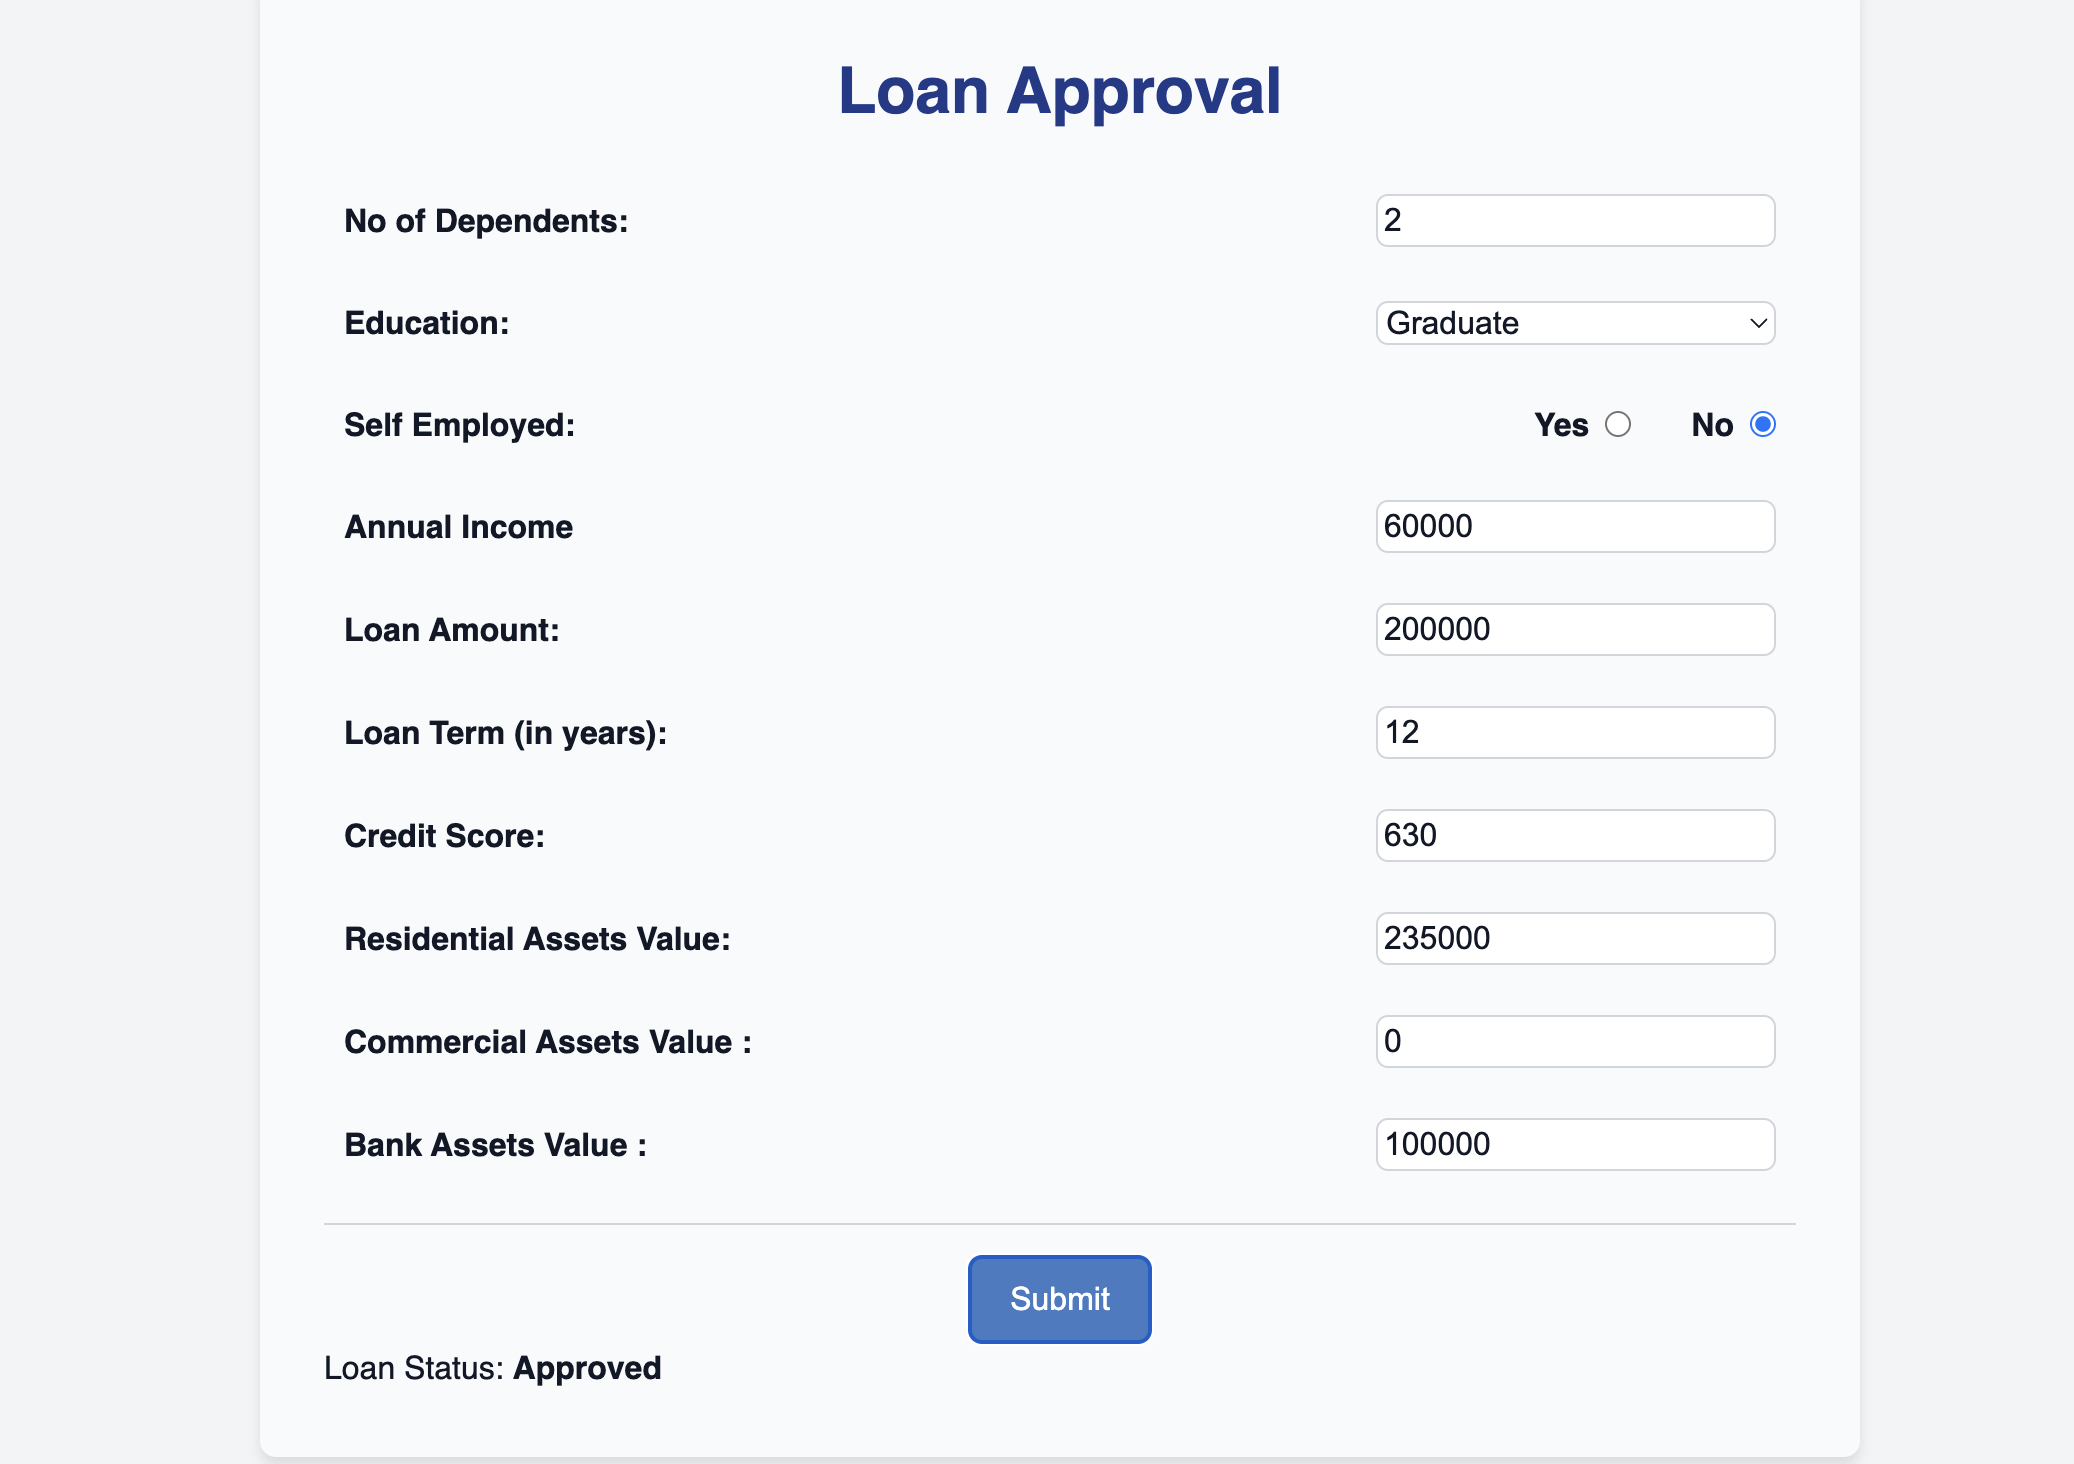 Loan Approval
No of Dependents: 2
Education: Graduate
Self Employed: Yes No
Annual Income 60000
Loan Amount: 200000
Loan Term (in years): 12
Credit Score: 630
Residential Assets Value: 235000
Commercial Assets Value : 0
Bank Assets Value : 100000
Submit
Loan Status: Approved